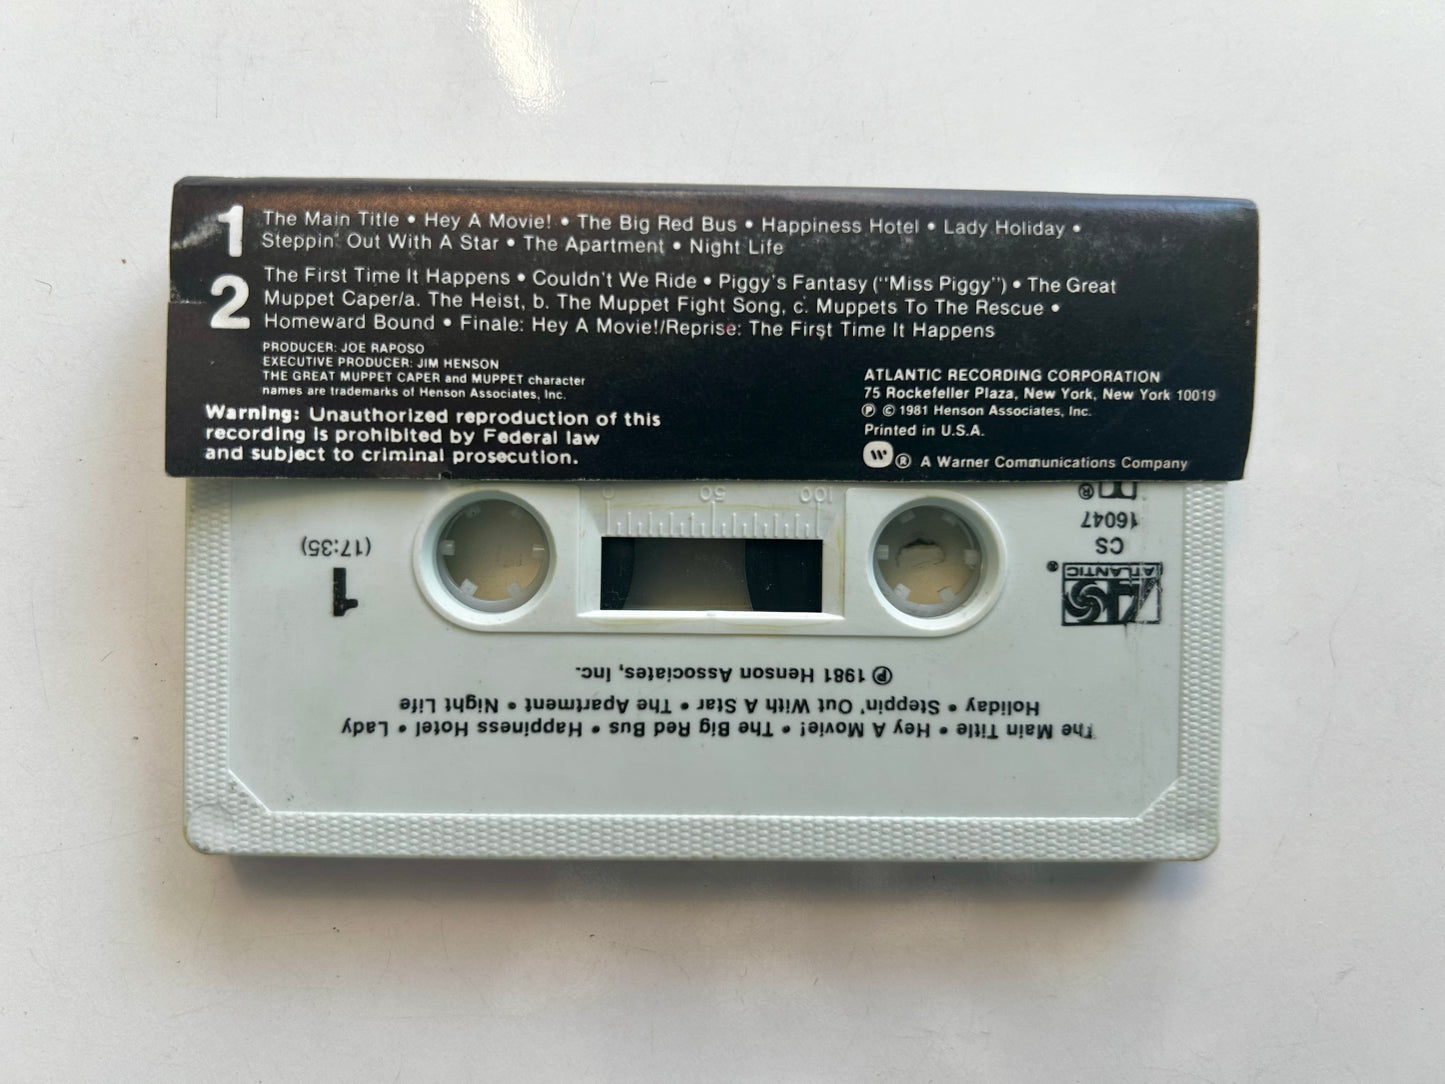 1 The Main Title • Hey A Movie! • The Big Red Bus • Happiness Hotel • Lady Holiday •
Steppin' Out With A Star • The Apartment • Night Life
2 The First Time It Happens • Couldn't We Ride • Piggy's Fantasy ("Miss Piggy") • The Great
Muppet Caper/a. The Heist, b. The Muppet Fight Song, c. Muppets To The Rescue •
Homeward Bound • Finale: Hey A Movie!/Reprise: The First Time It Happens
PRODUCER: JOE RAPOSO
EXECUTIVE PRODUCER: JIM HENSON
THE GREAT MUPPET CAPER and MUPPET character
names are trademarks of Henson Associates, Inc.
Warning: Unauthorized reproduction of this
recording is prohibited by Federal law
and subject to criminal prosecution.
ATLANTIC RECORDING CORPORATION
75 Rockefeller Plaza, New York, New York 10019
℗ © 1981 Henson Associates, Inc.
Printed in U.S.A.
W ® A Warner Communications Company
The Main Title • Hey A Movie! • The Big Red Bus • Happiness Hotel • Lady
Holiday • Steppin' Out With A Star • The Apartment • Night Life
℗ 1981 Henson Associates, Inc.
ATLANTIC ®
CS
16047
®
1
(17:35)
100 50 0